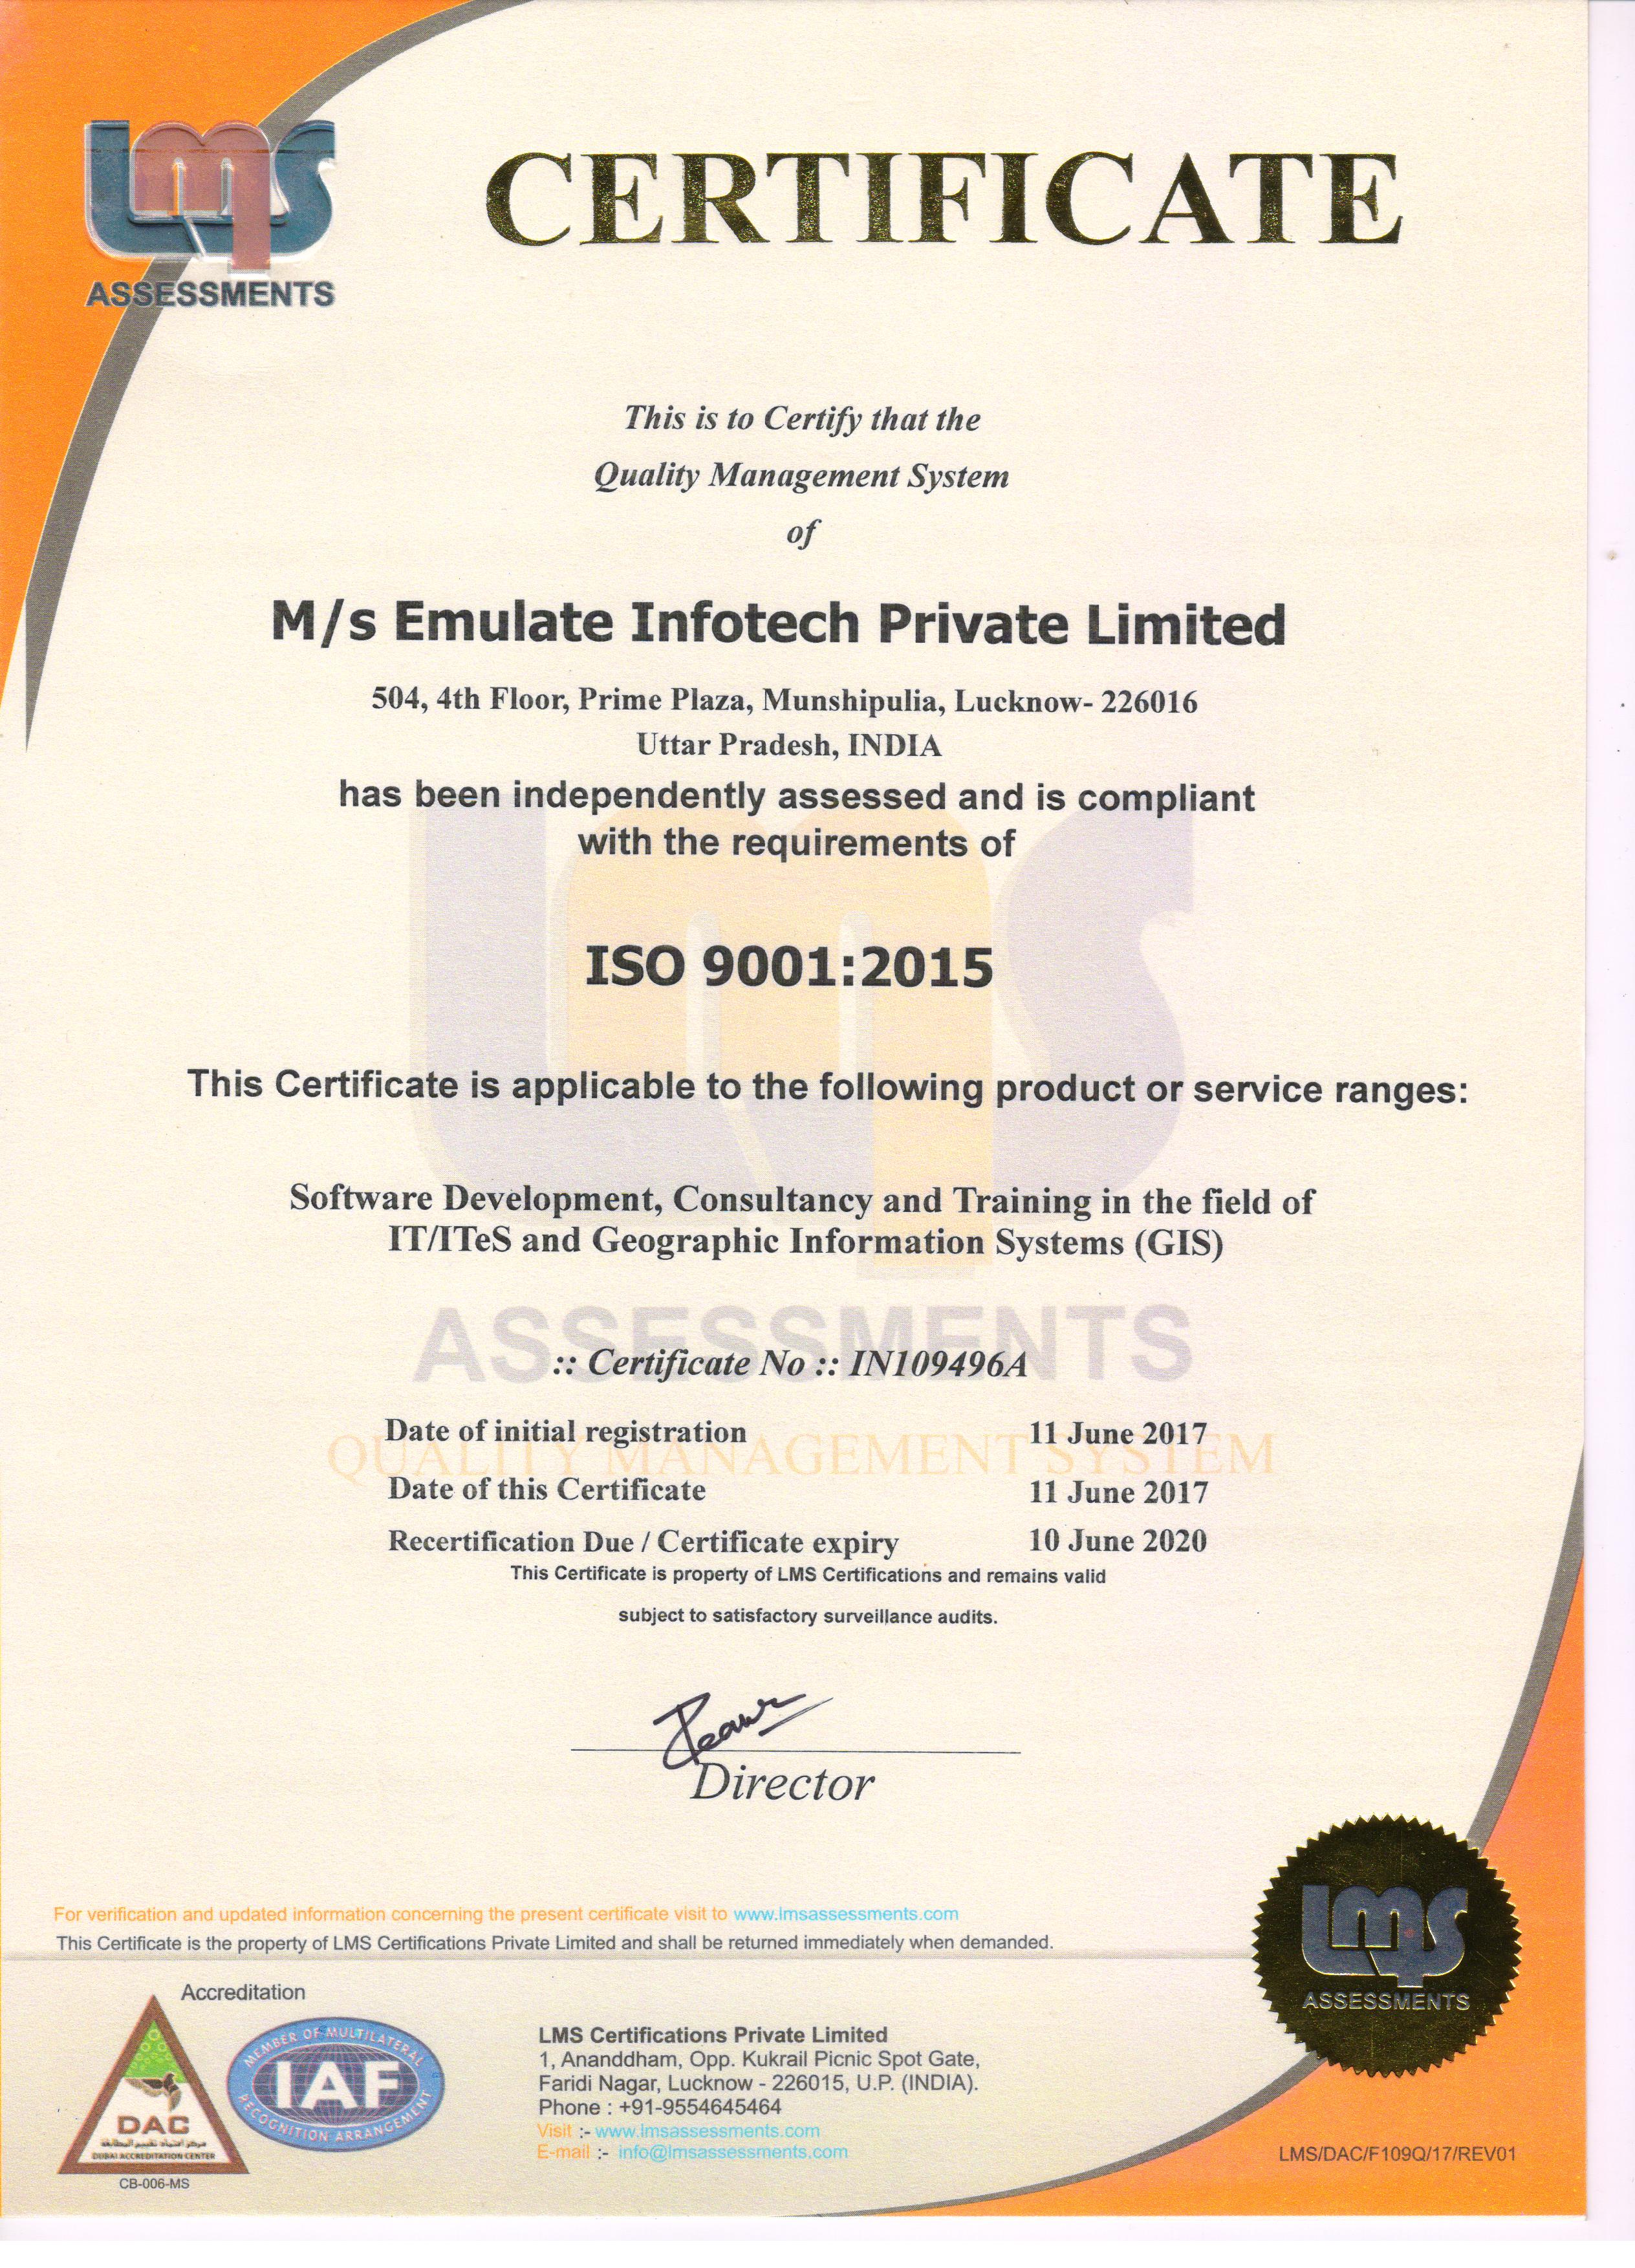 LMS
ASSESSMENTS
CERTIFICATE
This is to Certify that the
Quality Management System
of
M/s Emulate Infotech Private Limited
504, 4th Floor, Prime Plaza, Munshipulia, Lucknow- 226016
Uttar Pradesh, INDIA
has been independently assessed and is compliant
with the requirements of
ISO 9001:2015
This Certificate is applicable to the following product or service ranges:
Software Development, Consultancy and Training in the field of
IT/ITeS and Geographic Information Systems (GIS)
ASSESSMENTS
:: Certificate No :: IN109496A
QUALITY MANAGEMENT SYSTEM
Date of initial registration 11 June 2017
Date of this Certificate 11 June 2017
Recertification Due / Certificate expiry 10 June 2020
This Certificate is property of LMS Certifications and remains valid
subject to satisfactory surveillance audits.
Director
For verification and updated information concerning the present certificate visit to www.lmsassessments.com
This Certificate is the property of LMS Certifications Private Limited and shall be returned immediately when demanded.
Accreditation
DAC
مركز اعتماد تقييم المطابقة
DUBAI ACCREDITATION CENTER
CB-006-MS
MEMBER OF MULTILATERAL
IAF
RECOGNITION ARRANGEMENT
LMS Certifications Private Limited
1, Ananddham, Opp. Kukrail Picnic Spot Gate,
Faridi Nagar, Lucknow - 226015, U.P. (INDIA).
Phone : +91-9554645464
Visit :- www.lmsassessments.com
E-mail :- info@lmsassessments.com
LMS
ASSESSMENTS
LMS/DAC/F109Q/17/REV01